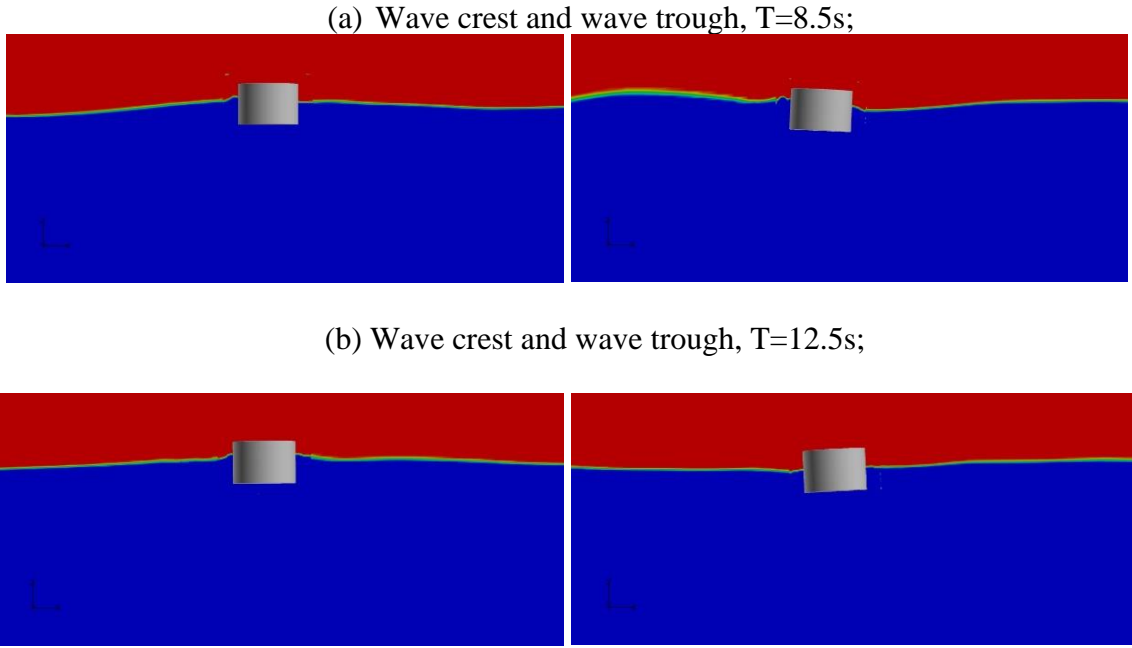 (a) Wave crest and wave trough, T=8.5s;
(b) Wave crest and wave trough, T=12.5s;